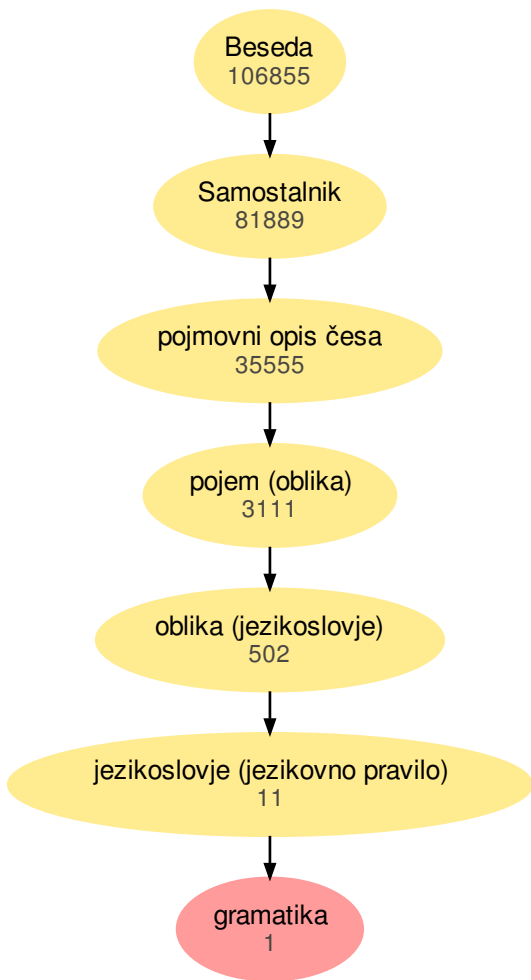 Beseda
106855
Samostalnik
81889
pojmovni opis česa
35555
pojem (oblika)
3111
oblika (jezikoslovje)
502
jezikoslovje (jezikovno pravilo)
11
gramatika
1